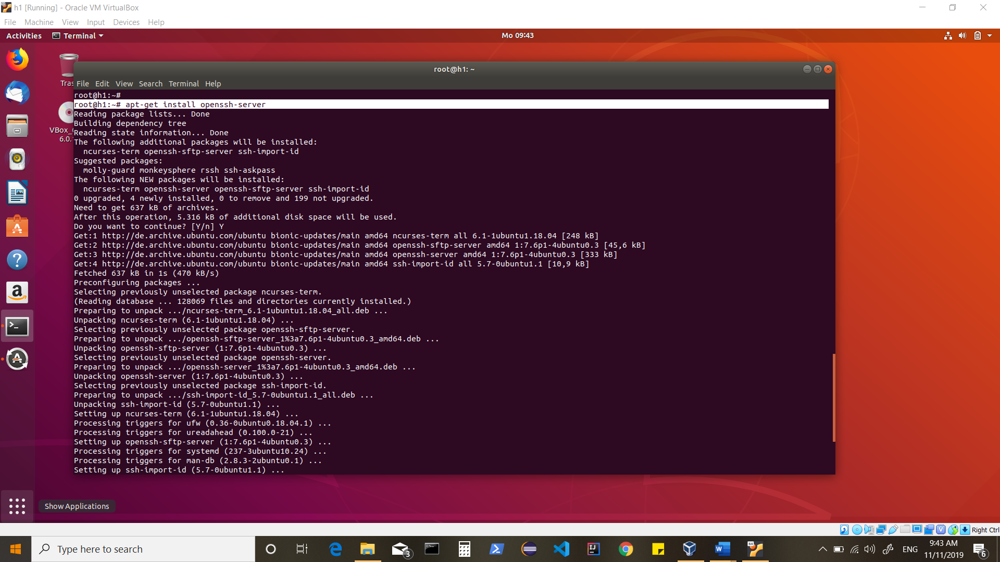 h1 [Running] - Oracle VM VirtualBox
File Machine View Input Devices Help
Activities Terminal Mo 09:43
Tras
VBox_
6.0.
root@h1: ~
File Edit View Search Terminal Help
root@h1:~#
root@h1:~# apt-get install openssh-server
Reading package lists... Done
Building dependency tree
Reading state information... Done
The following additional packages will be installed:
ncurses-term openssh-sftp-server ssh-import-id
Suggested packages:
molly-guard monkeysphere rssh ssh-askpass
The following NEW packages will be installed:
ncurses-term openssh-server openssh-sftp-server ssh-import-id
0 upgraded, 4 newly installed, 0 to remove and 199 not upgraded.
Need to get 637 kB of archives.
After this operation, 5.316 kB of additional disk space will be used.
Do you want to continue? [Y/n] Y
Get:1 http://de.archive.ubuntu.com/ubuntu bionic-updates/main amd64 ncurses-term all 6.1-1ubuntu1.18.04 [248 kB]
Get:2 http://de.archive.ubuntu.com/ubuntu bionic-updates/main amd64 openssh-sftp-server amd64 1:7.6p1-4ubuntu0.3 [45,6 kB]
Get:3 http://de.archive.ubuntu.com/ubuntu bionic-updates/main amd64 openssh-server amd64 1:7.6p1-4ubuntu0.3 [333 kB]
Get:4 http://de.archive.ubuntu.com/ubuntu bionic-updates/main amd64 ssh-import-id all 5.7-0ubuntu1.1 [10,9 kB]
Fetched 637 kB in 1s (470 kB/s)
Preconfiguring packages ...
Selecting previously unselected package ncurses-term.
(Reading database ... 128069 files and directories currently installed.)
Preparing to unpack .../ncurses-term_6.1-1ubuntu1.18.04_all.deb ...
Unpacking ncurses-term (6.1-1ubuntu1.18.04) ...
Selecting previously unselected package openssh-sftp-server.
Preparing to unpack .../openssh-sftp-server_1%3a7.6p1-4ubuntu0.3_amd64.deb ...
Unpacking openssh-sftp-server (1:7.6p1-4ubuntu0.3) ...
Selecting previously unselected package openssh-server.
Preparing to unpack .../openssh-server_1%3a7.6p1-4ubuntu0.3_amd64.deb ...
Unpacking openssh-server (1:7.6p1-4ubuntu0.3) ...
Selecting previously unselected package ssh-import-id.
Preparing to unpack .../ssh-import-id_5.7-0ubuntu1.1_all.deb ...
Unpacking ssh-import-id (5.7-0ubuntu1.1) ...
Setting up ncurses-term (6.1-1ubuntu1.18.04) ...
Processing triggers for ufw (0.36-0ubuntu0.18.04.1) ...
Processing triggers for ureadahead (0.100.0-21) ...
Setting up openssh-sftp-server (1:7.6p1-4ubuntu0.3) ...
Processing triggers for systemd (237-3ubuntu10.24) ...
Processing triggers for man-db (2.8.3-2ubuntu0.1) ...
Setting up ssh-import-id (5.7-0ubuntu1.1) ...
Show Applications
Right Ctrl
Type here to search
3
ENG
9:43 AM
11/11/2019
6